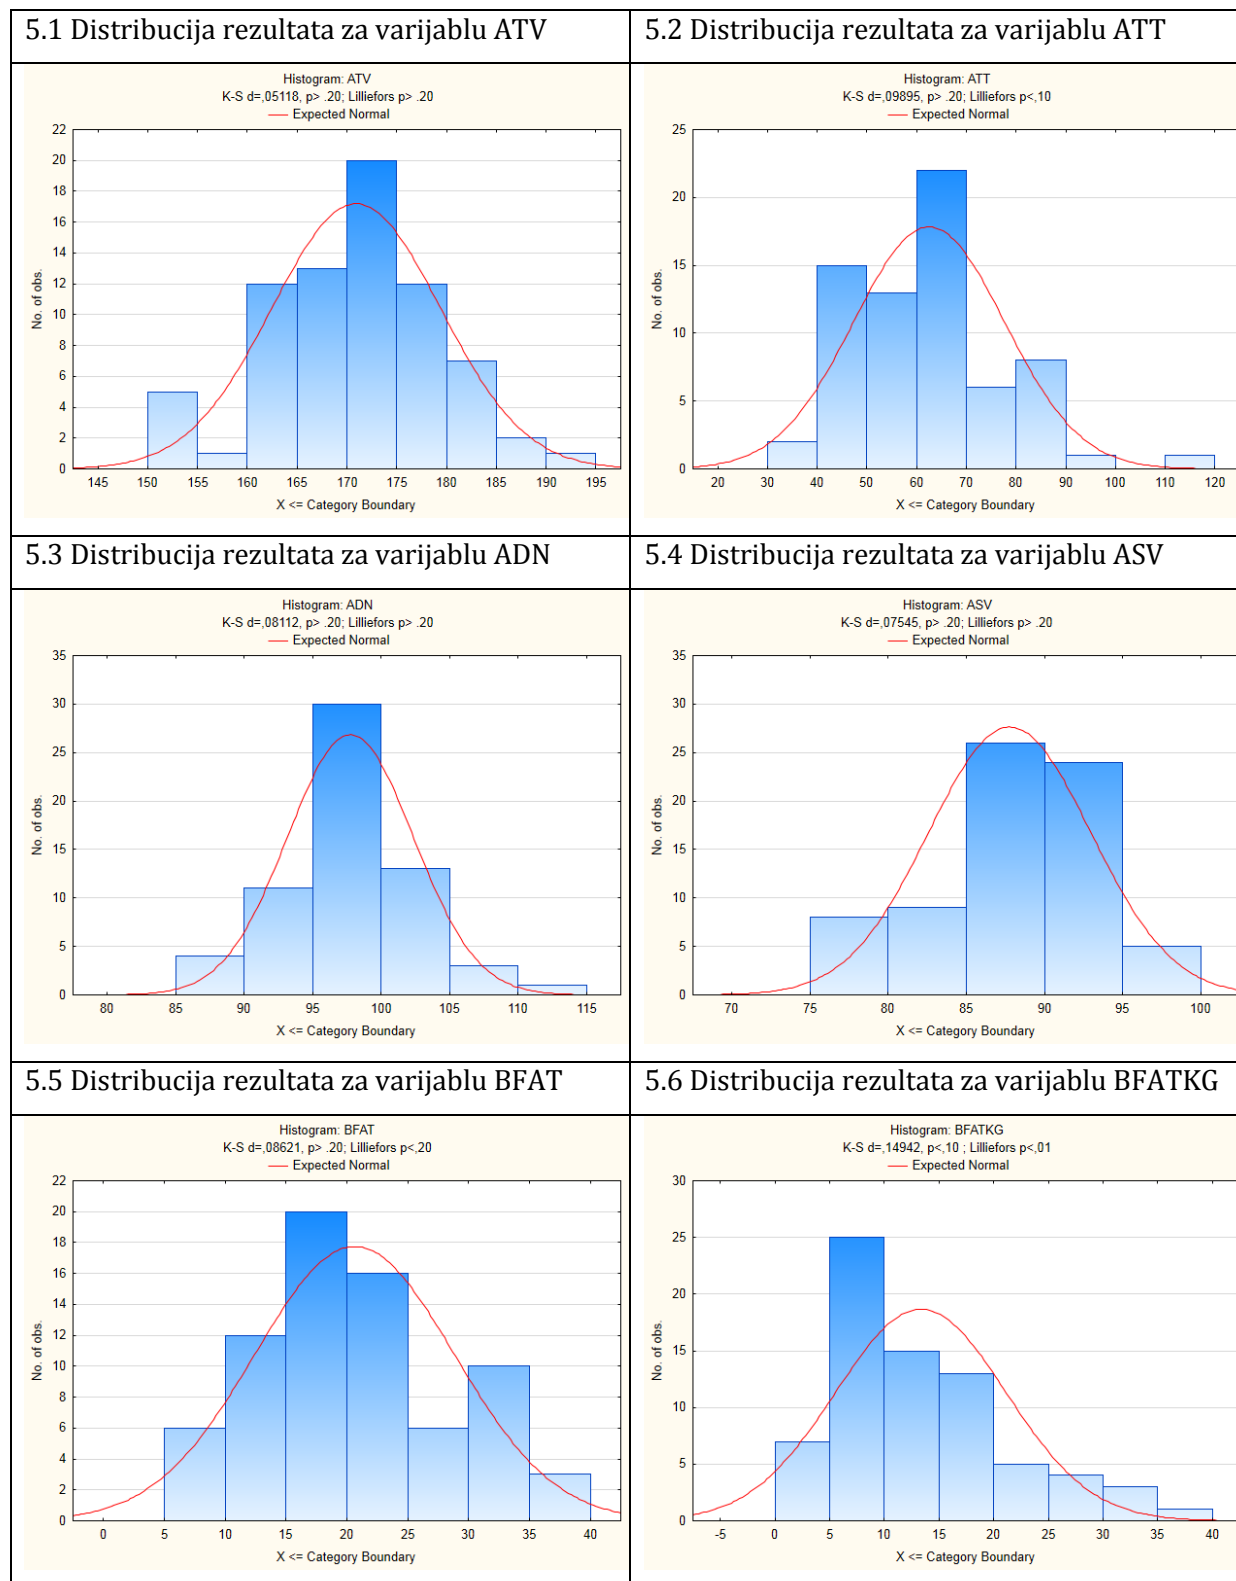 5.1 Distribucija rezultata za varijablu ATV
5.2 Distribucija rezultata za varijablu ATT
Histogram: ATV
K-S d=,05118, p> .20; Lilliefors p> .20
Expected Normal
No. of obs.
22
20
18
16
14
12
10
8
6
4
2
0
145 150 155 160 165 170 175 180 185 190 195
X <= Category Boundary
Histogram: ATT
K-S d=,09895, p> .20; Lilliefors p<,10
Expected Normal
No. of obs.
25
20
15
10
5
0
20 30 40 50 60 70 80 90 100 110 120
X <= Category Boundary
5.3 Distribucija rezultata za varijablu ADN
5.4 Distribucija rezultata za varijablu ASV
Histogram: ADN
K-S d=,08112, p> .20; Lilliefors p> .20
Expected Normal
No. of obs.
35
30
25
20
15
10
5
0
80 85 90 95 100 105 110 115
X <= Category Boundary
Histogram: ASV
K-S d=,07545, p> .20; Lilliefors p> .20
Expected Normal
No. of obs.
35
30
25
20
15
10
5
0
70 75 80 85 90 95 100
X <= Category Boundary
5.5 Distribucija rezultata za varijablu BFAT
5.6 Distribucija rezultata za varijablu BFATKG
Histogram: BFAT
K-S d=,08621, p> .20; Lilliefors p<,20
Expected Normal
No. of obs.
22
20
18
16
14
12
10
8
6
4
2
0
0 5 10 15 20 25 30 35 40
X <= Category Boundary
Histogram: BFATKG
K-S d=,14942, p<,10 ; Lilliefors p<,01
Expected Normal
No. of obs.
30
25
20
15
10
5
0
-5 0 5 10 15 20 25 30 35 40
X <= Category Boundary